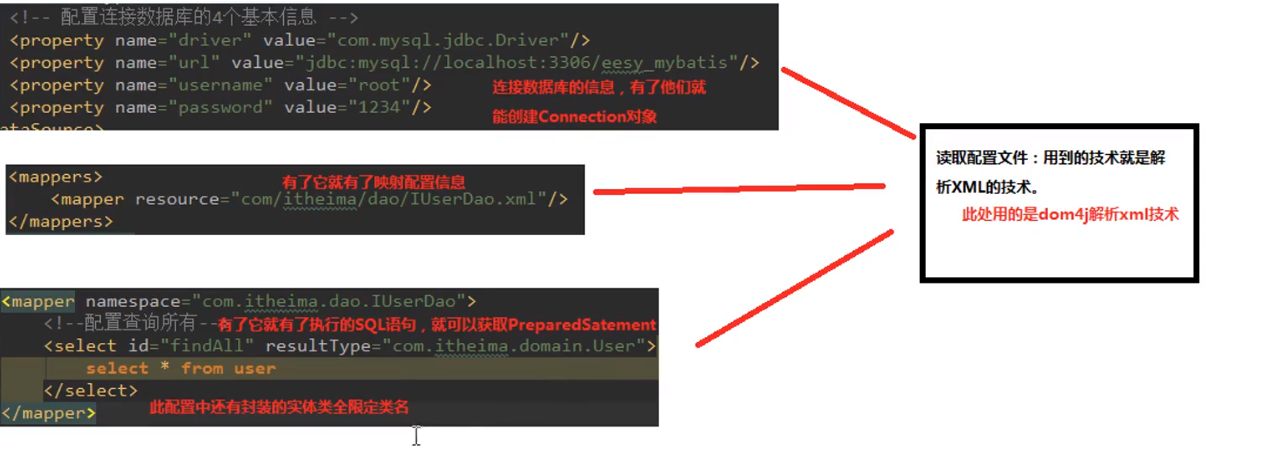 <!-- 配置连接数据库的4个基本信息 -->
<property name="driver" value="com.mysql.jdbc.Driver"/>
<property name="url" value="jdbc:mysql://localhost:3306/eesy_mybatis"/>
<property name="username" value="root"/>
连接数据库的信息，有了他们就
<property name="password" value="1234"/>
能创建Connection对象
ataSource>
<mappers>
有了它就有了映射配置信息
<mapper resource="com/itheima/dao/IUserDao.xml"/>
</mappers>
<mapper namespace="com.itheima.dao.IUserDao">
<!--配置查询所有--
有了它就有了执行的SQL语句，就可以获取PreparedSatement
<select id="findAll" resultType="com.itheima.domain.User">
select * from user
</select>
</mapper>
此配置中还有封装的实体类全限定类名
读取配置文件：用到的技术就是解
析XML的技术。
此处用的是dom4j解析xml技术